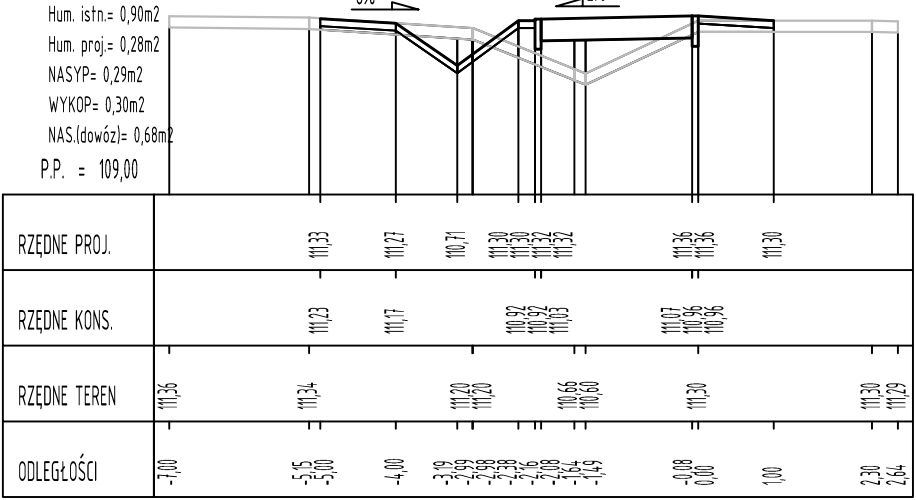 Hum. istn.= 0,90m2
Hum. proj.= 0,28m2
NASYP= 0,29m2
WYKOP= 0,30m2
NAS.(dowóz)= 0,68m2
P.P. = 109,00
RZĘDNE PROJ. 111,33 111,27 110,71 111,30 111,30 111,32 111,32 111,36 111,36 111,30
RZĘDNE KONS. 111,23 111,17 110,92 110,92 111,03 111,07 110,96 110,96
RZĘDNE TEREN 111,36 111,34 111,20 111,20 110,66 110,60 111,30 111,30 111,29
ODLEGŁOŚCI -7,00 -5,15 -5,00 -4,00 -3,19 -2,99 -2,98 -2,38 -2,16 -2,08 -1,64 -1,49 -0,08 0,00 1,00 2,30 2,64